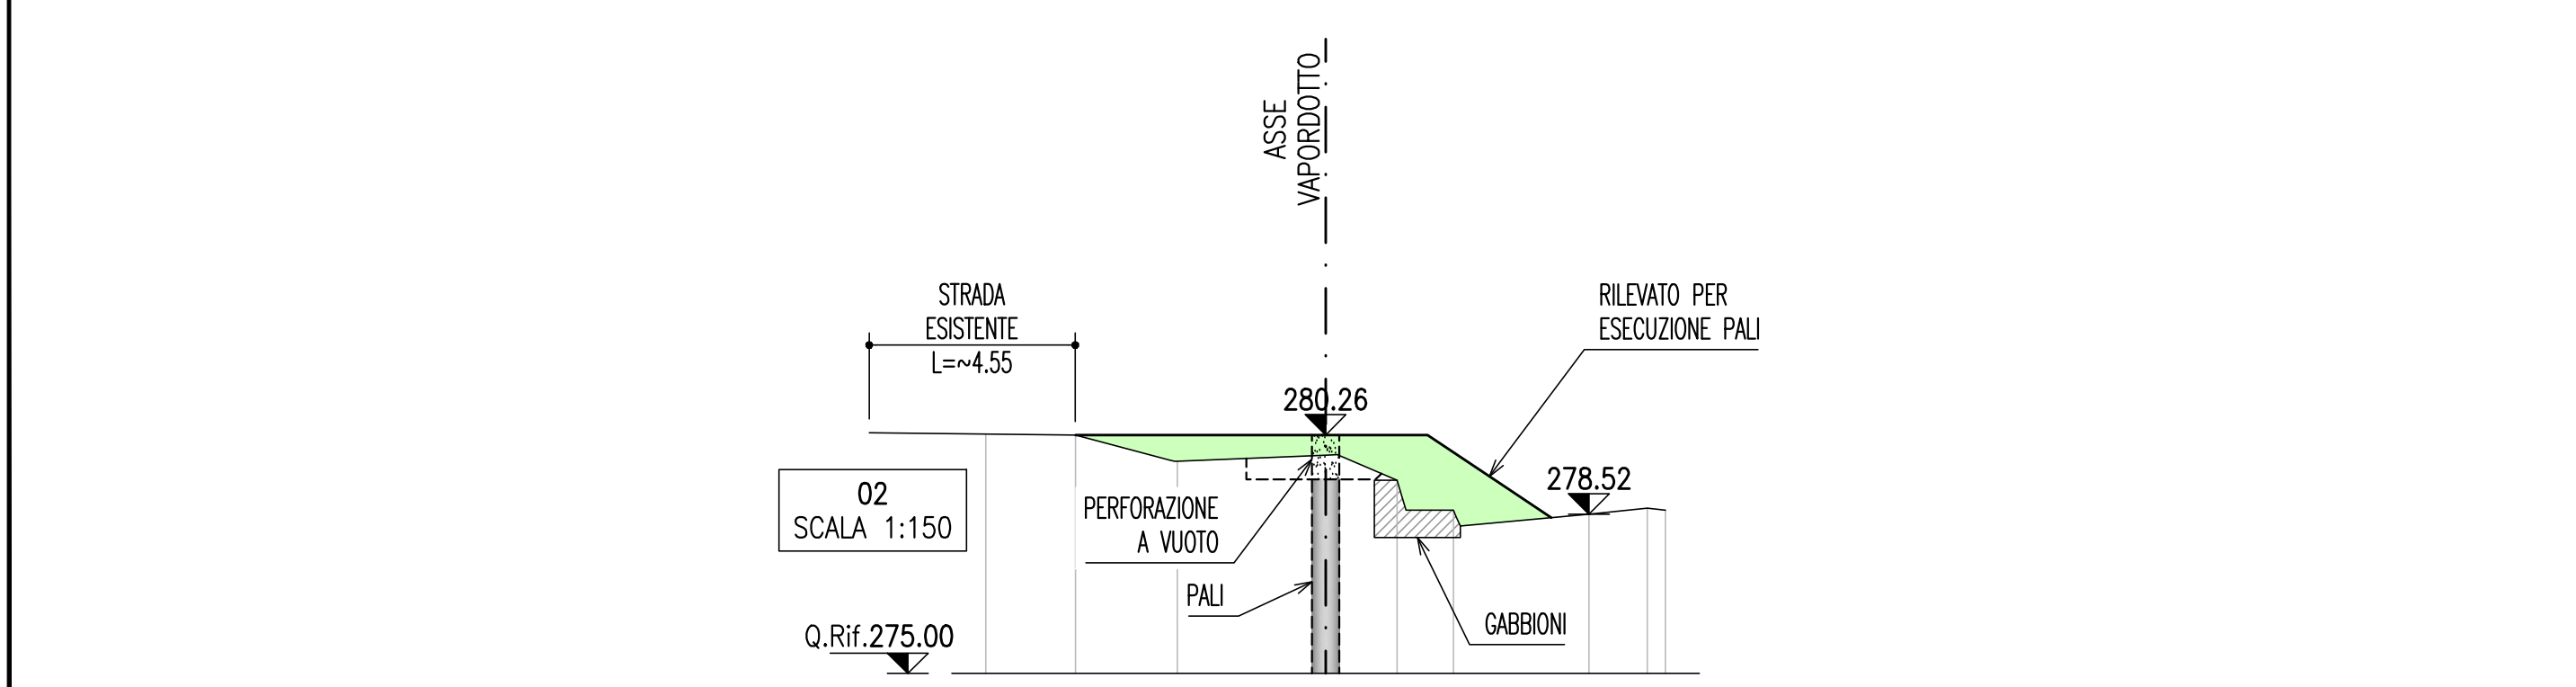 ASSE
VAPORDOTTO
STRADA
ESISTENTE
L=~4.55
RILEVATO PER
ESECUZIONE PALI
280.26
278.52
02
SCALA 1:150
PERFORAZIONE
A VUOTO
PALI
GABBIONI
Q.Rif.275.00